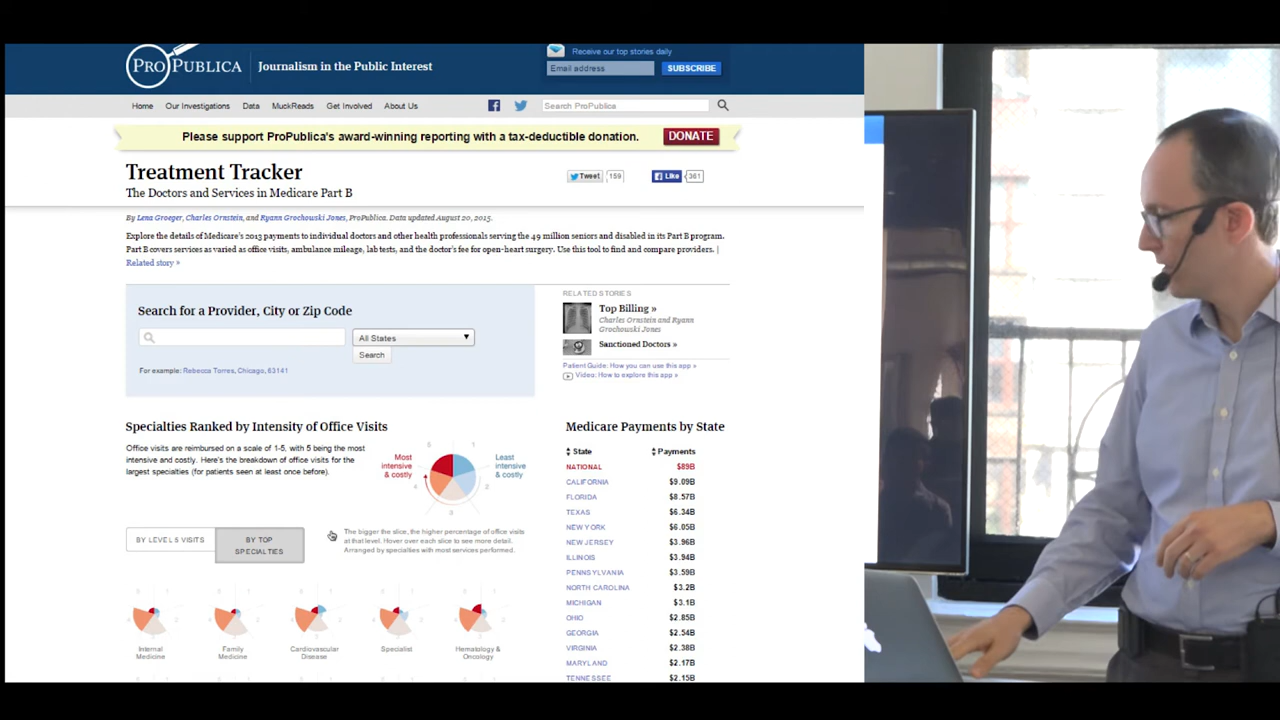 PROPUBLICA
Journalism in the Public Interest
Receive our top stories daily
Email address
SUBSCRIBE
Home Our Investigations Data MuckReads Get Involved About Us
Search ProPublica
Please support ProPublica's award-winning reporting with a tax-deductible donation.
DONATE
Treatment Tracker
The Doctors and Services in Medicare Part B
Tweet 159
Like 361
By Lena Groeger, Charles Ornstein, and Ryann Grochowski Jones, ProPublica. Data updated August 20, 2015.
Explore the details of Medicare's 2013 payments to individual doctors and other health professionals serving the 49 million seniors and disabled in its Part B program.
Part B covers services as varied as office visits, ambulance mileage, lab tests, and the doctor's fee for open-heart surgery. Use this tool to find and compare providers. |
Related story »
Search for a Provider, City or Zip Code
All States
Search
For example: Rebecca Torres, Chicago, 63141
RELATED STORIES
Top Billing »
Charles Ornstein and Ryann
Grochowski Jones
Sanctioned Doctors »
Patient Guide: How you can use this app »
Video: How to explore this app »
Specialties Ranked by Intensity of Office Visits
Office visits are reimbursed on a scale of 1-5, with 5 being the most
intensive and costly. Here's the breakdown of office visits for the
largest specialties (for patients seen at least once before).
Most
intensive
& costly
5
1
4
2
3
Least
intensive
& costly
BY LEVEL 5 VISITS
BY TOP
SPECIALTIES
The bigger the slice, the higher percentage of office visits
at that level. Hover over each slice to see more detail.
Arranged by specialties with most services performed.
Internal
Medicine
Family
Medicine
Cardiovascular
Disease
Specialist
Hematology &
Oncology
Medicare Payments by State
State Payments
NATIONAL $89B
CALIFORNIA $9.09B
FLORIDA $8.57B
TEXAS $6.34B
NEW YORK $6.05B
NEW JERSEY $3.96B
ILLINOIS $3.94B
PENNSYLVANIA $3.59B
NORTH CAROLINA $3.2B
MICHIGAN $3.1B
OHIO $2.85B
GEORGIA $2.54B
VIRGINIA $2.38B
MARYLAND $2.17B
TENNESSEE $2.15B